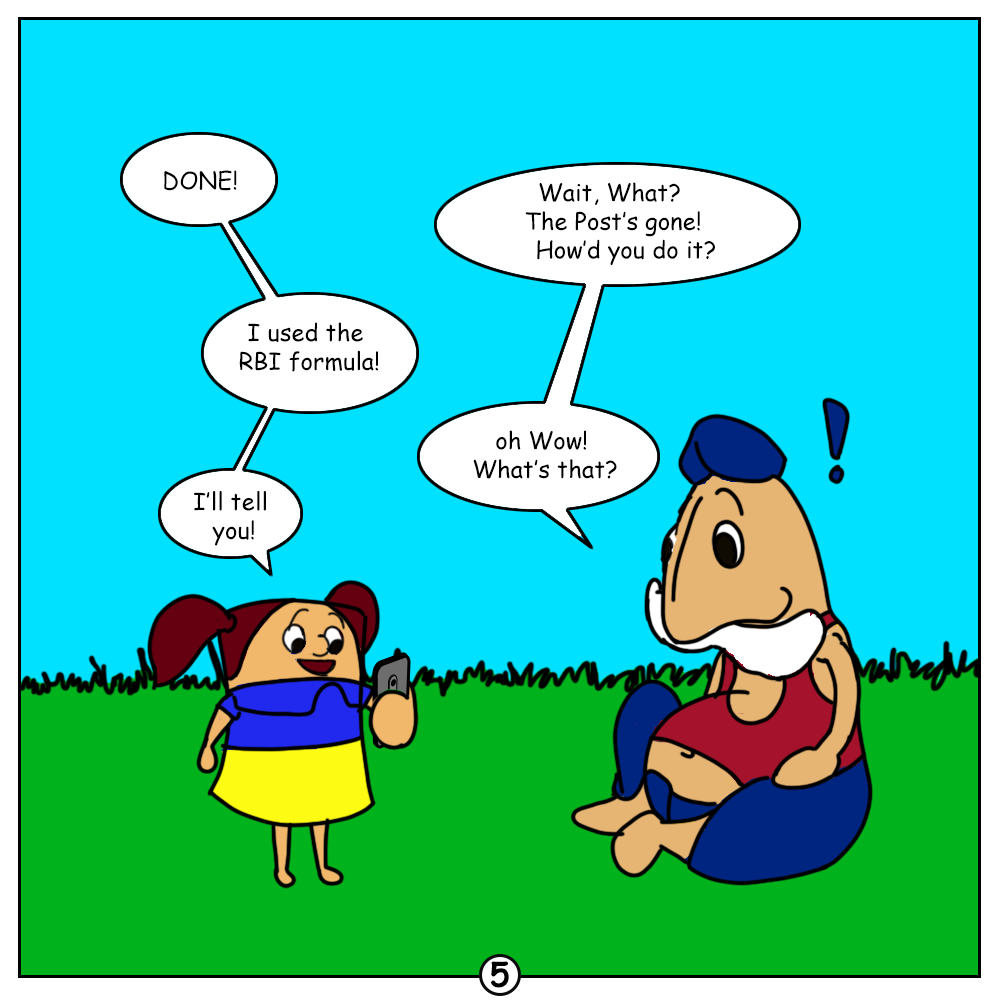 DONE!
Wait, What?
The Post's gone!
How'd you do it?
I used the
RBI formula!
oh Wow!
What's that?
I'll tell
you!
!
5